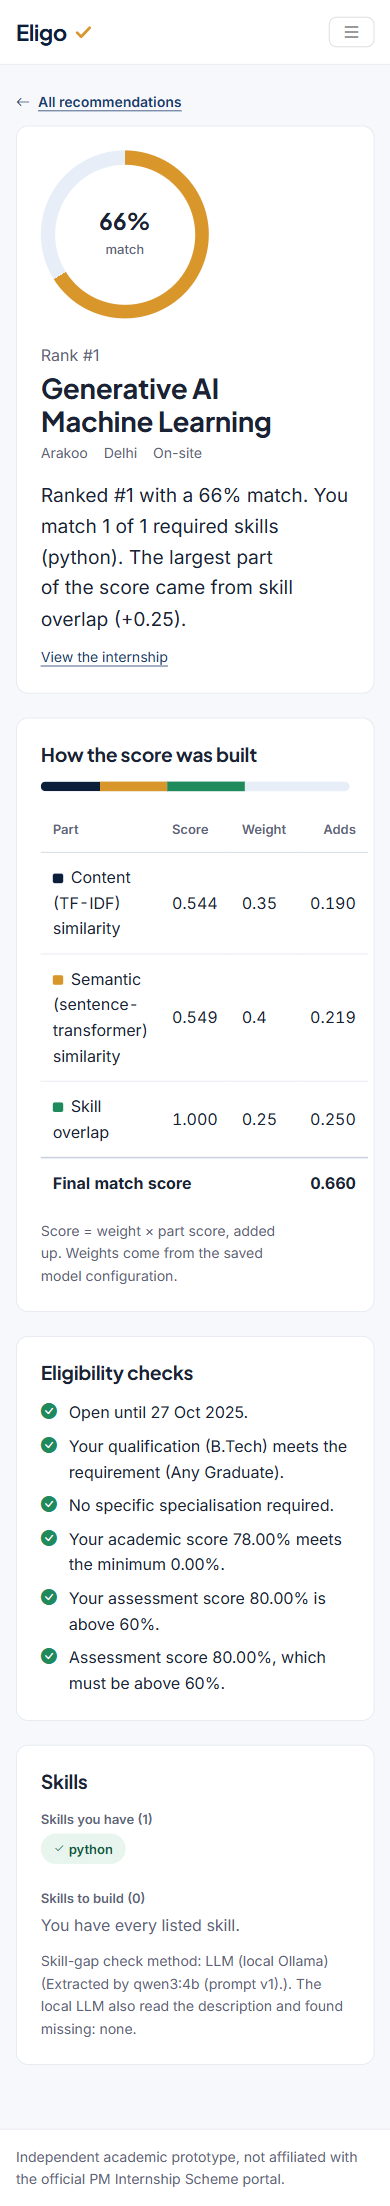 Eligo
← All recommendations
66%
match
Rank #1
Generative AI
Machine Learning
Arakoo Delhi On-site
Ranked #1 with a 66% match. You
match 1 of 1 required skills
(python). The largest part
of the score came from skill
overlap (+0.25).
View the internship
How the score was built
Part Score Weight Adds
Content
(TF-IDF) 0.544 0.35 0.190
similarity
Semantic
(sentence-
transformer) 0.549 0.4 0.219
similarity
Skill
overlap 1.000 0.25 0.250
Final match score 0.660
Score = weight × part score, added
up. Weights come from the saved
model configuration.
Eligibility checks
Open until 27 Oct 2025.
Your qualification (B.Tech) meets the
requirement (Any Graduate).
No specific specialisation required.
Your academic score 78.00% meets
the minimum 0.00%.
Your assessment score 80.00% is
above 60%.
Assessment score 80.00%, which
must be above 60%.
Skills
Skills you have (1)
✓ python
Skills to build (0)
You have every listed skill.
Skill-gap check method: LLM (local Ollama)
(Extracted by qwen3:4b (prompt v1).). The
local LLM also read the description and found
missing: none.
Independent academic prototype, not affiliated with
the official PM Internship Scheme portal.